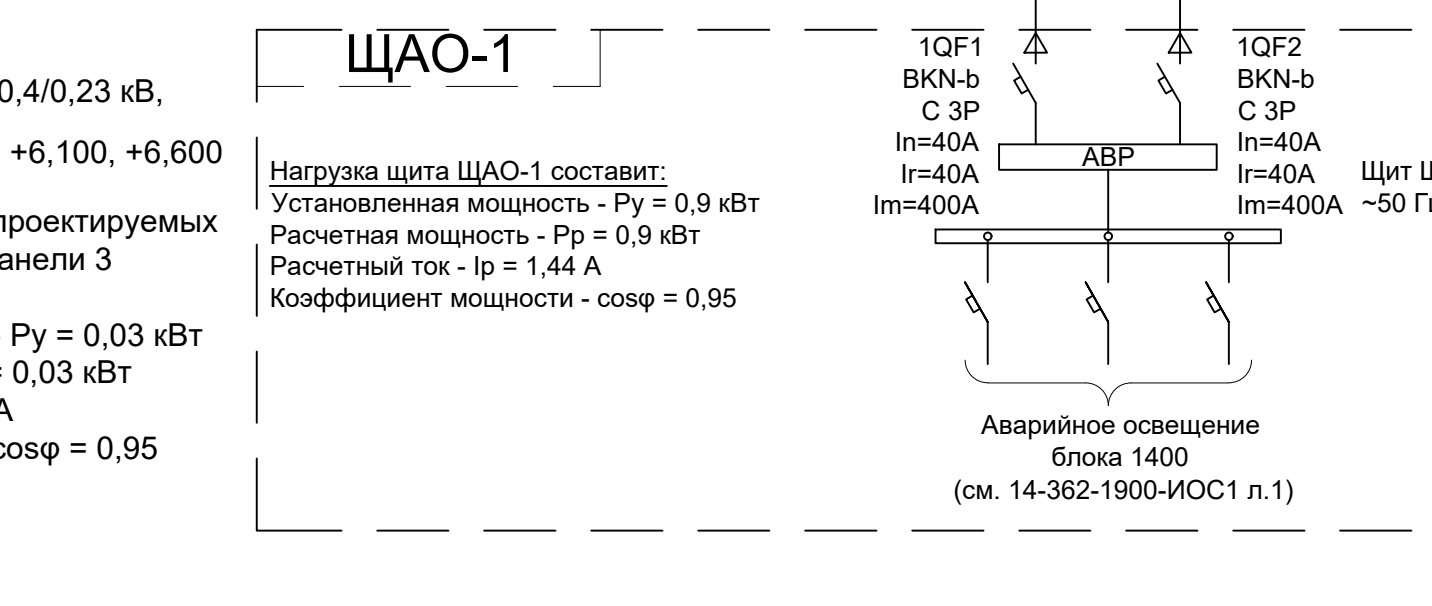 0,4/0,23 кВ,
+6,100, +6,600
проектируемых
панели 3
Ру = 0,03 кВт
= 0,03 кВт
А
cosφ = 0,95
ЩАО-1
Нагрузка щита ЩАО-1 составит:
Установленная мощность - Ру = 0,9 кВт
Расчетная мощность - Рр = 0,9 кВт
Расчетный ток - Iр = 1,44 А
Коэффициент мощности - cosφ = 0,95
1QF1
BKN-b
C 3P
In=40A
Ir=40A
Im=400A
АВР
1QF2
BKN-b
C 3P
In=40A
Ir=40A
Im=400A
Щит
~50
Аварийное освещение
блока 1400
(см. 14-362-1900-ИОС1 л.1)